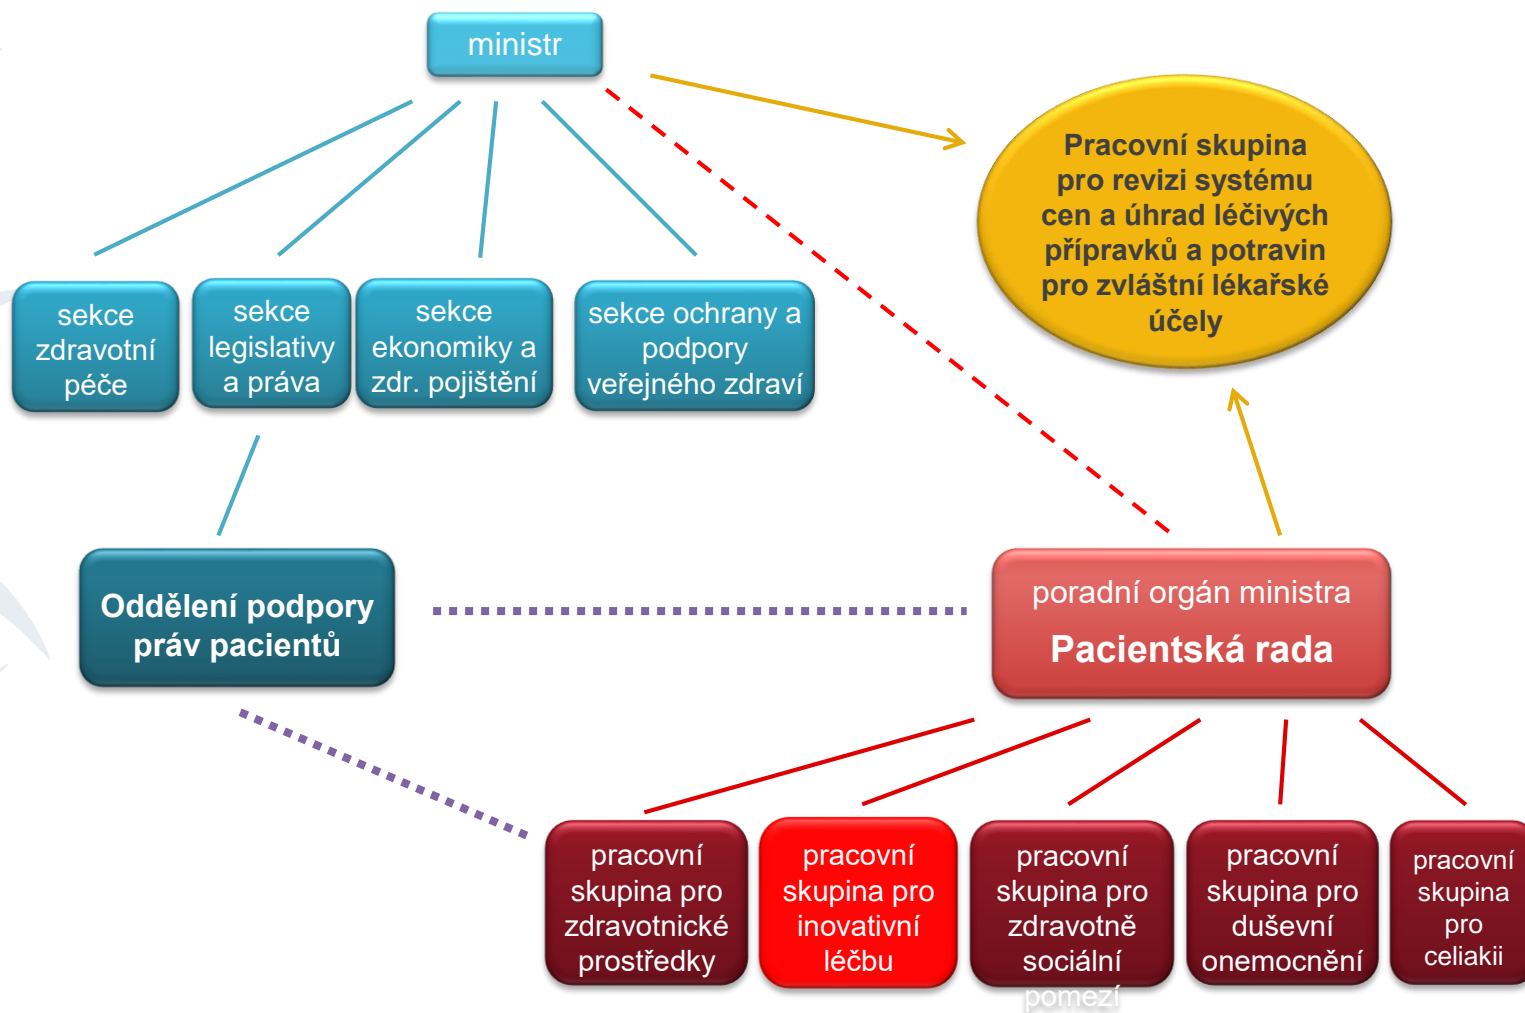 ministr
Pracovní skupina
pro revizi systému
cen a úhrad léčivých
přípravků a potravin
pro zvláštní lékařské
účely
sekce
zdravotní
péče
sekce
legislativy
a práva
sekce
ekonomiky a
zdr. pojištění
sekce ochrany a
podpory
veřejného zdraví
Oddělení podpory
práv pacientů
poradní orgán ministra
Pacientská rada
pracovní
skupina pro
zdravotnické
prostředky
pracovní
skupina pro
inovativní
léčbu
pracovní
skupina pro
zdravotně
sociální
pomezí
pracovní
skupina pro
duševní
onemocnění
pracovní
skupina
pro
celiakii